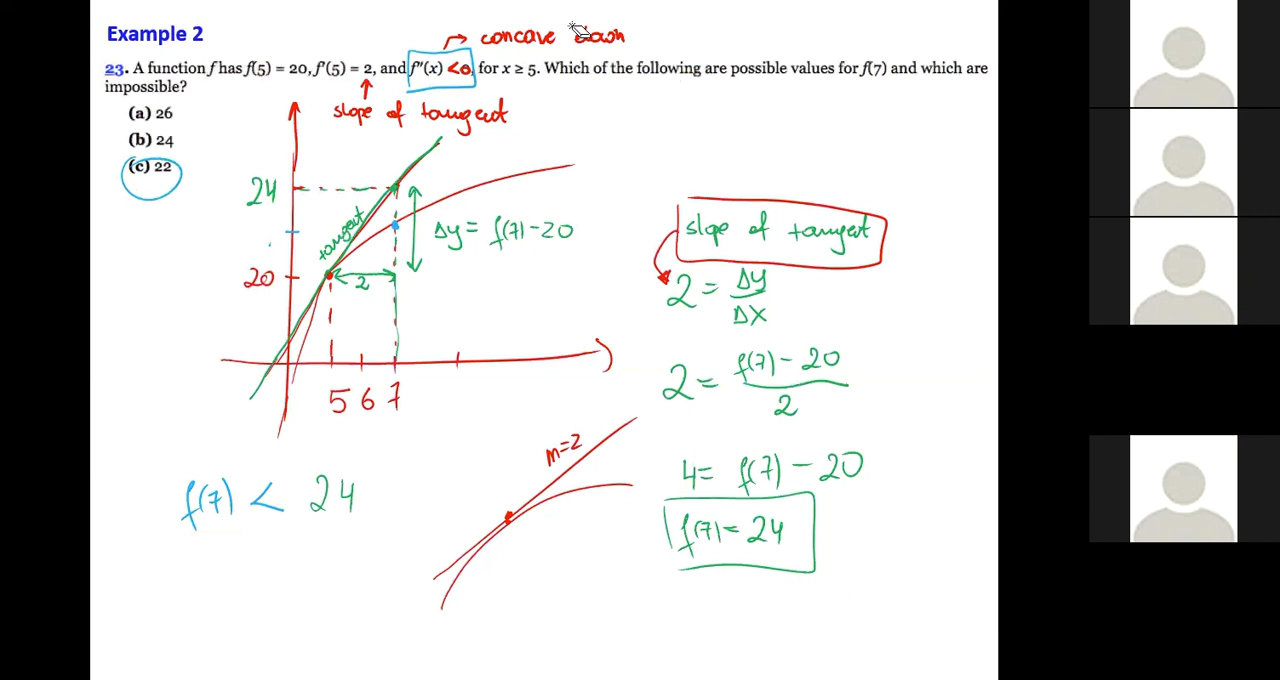 Example 2
→ concave down
23. A function f has f(5) = 20, f'(5) = 2, and f''(x) < 0, for x ≥ 5. Which of the following are possible values for f(7) and which are
impossible?
slope of tangent
(a) 26
(b) 24
(c) 22
24
tangent
Δy = f(7) - 20
20
2
5 6 7
slope of tangent
2 = Δy/Δx
2 = f(7) - 20 / 2
m=2
4 = f(7) - 20
f(7) < 24
f(7) = 24